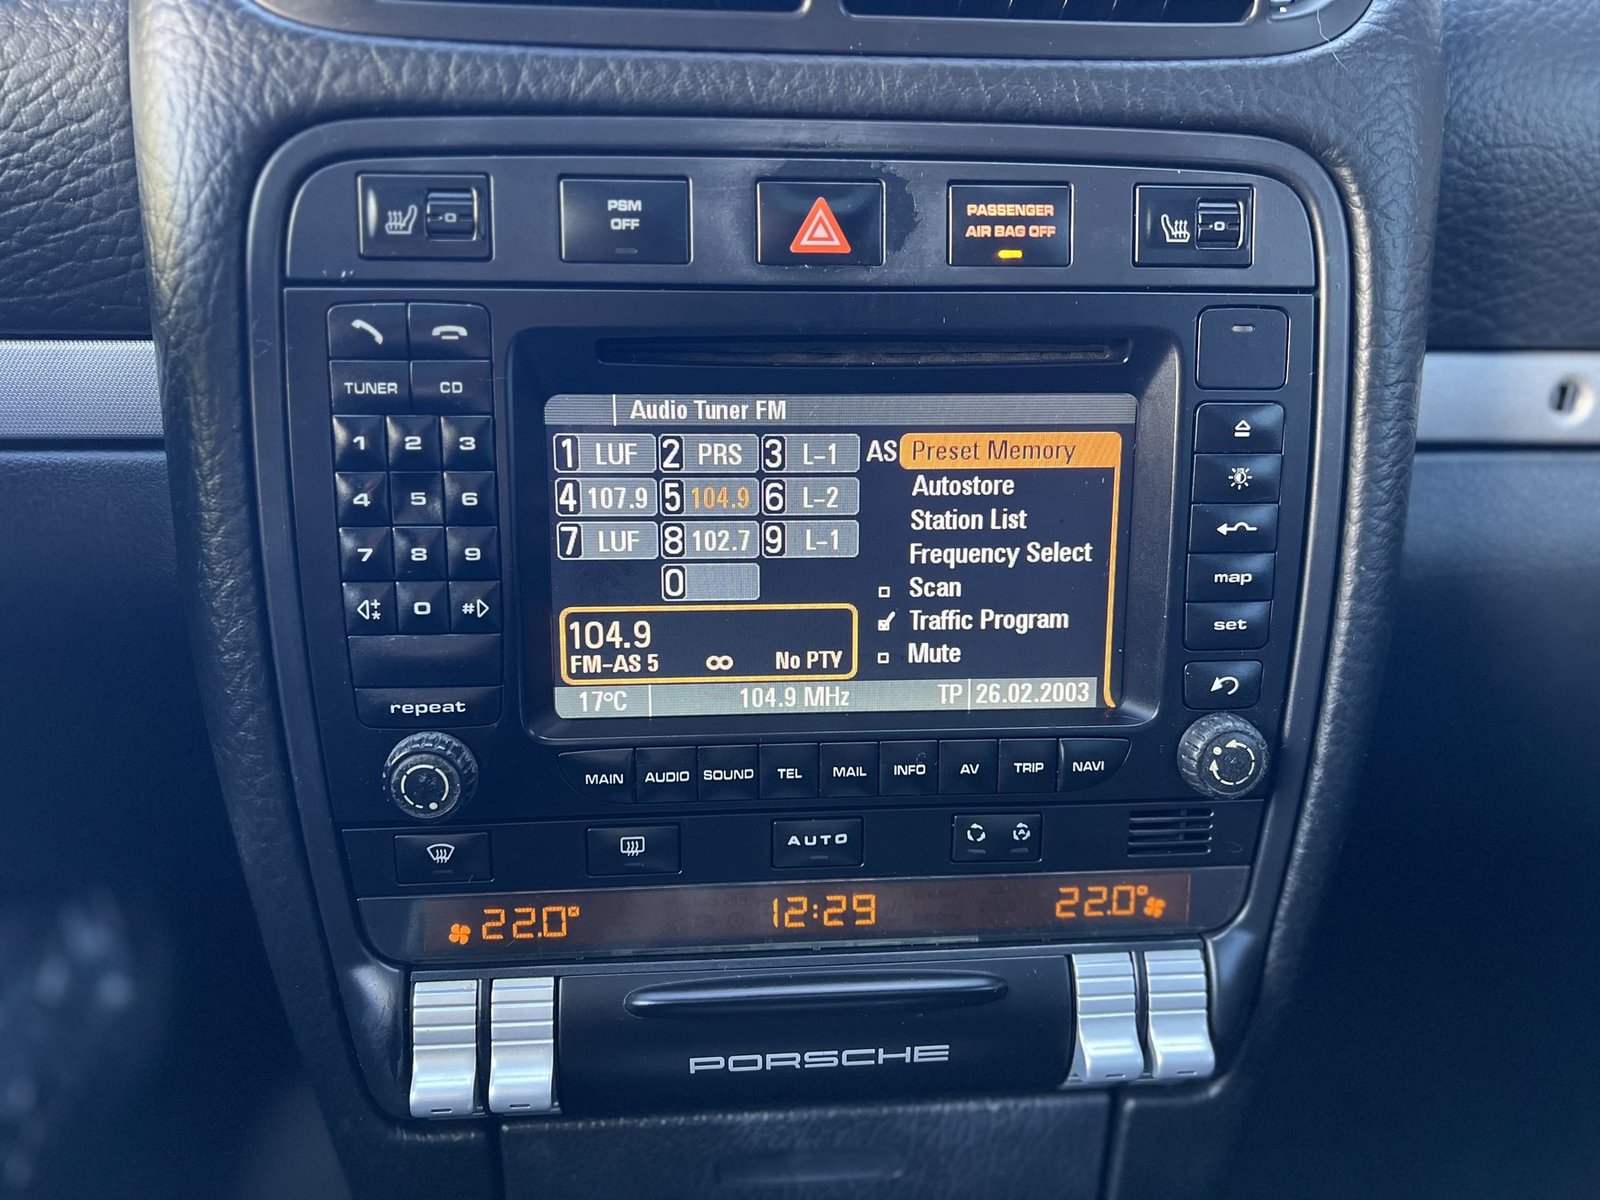 PSM
OFF
PASSENGER
AIR BAG OFF
TUNER CD
1 2 3
4 5 6
7 8 9
* 0 #
repeat
Audio Tuner FM
1 LUF 2 PRS 3 L-1
4 107.9 5 104.9 6 L-2
7 LUF 8 102.7 9 L-1
0
AS Preset Memory
Autostore
Station List
Frequency Select
Scan
Traffic Program
Mute
104.9
FM-AS 5 ∞ No PTY
17°C 104.9 MHz TP 26.02.2003
map
set
MAIN AUDIO SOUND TEL MAIL INFO AV TRIP NAVI
AUTO
A
22.0° 12:29 22.0°
PORSCHE